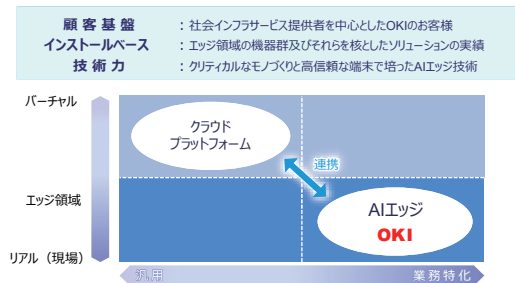 顧客基盤 : 社会インフラサービス提供者を中心としたOKIのお客様
インストールベース : エッジ領域の機器群及びそれらを核としたソリューションの実績
技術力 : クリティカルなモノづくりと高信頼な端末で培ったAIエッジ技術
バーチャル
クラウド
プラットフォーム
連携
エッジ領域
AIエッジ
OKI
リアル（現場）
汎用
業務特化